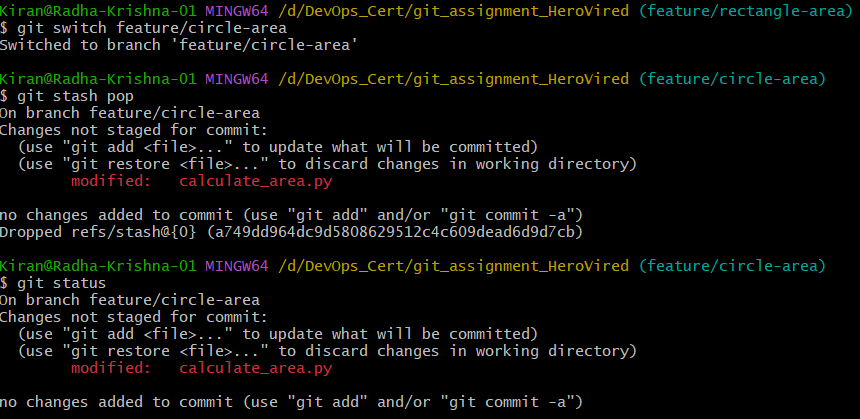 Kiran@Radha-Krishna-01 MINGW64 /d/DevOps_Cert/git_assignment_HeroVired (feature/rectangle-area)
$ git switch feature/circle-area
Switched to branch 'feature/circle-area'

Kiran@Radha-Krishna-01 MINGW64 /d/DevOps_Cert/git_assignment_HeroVired (feature/circle-area)
$ git stash pop
On branch feature/circle-area
Changes not staged for commit:
  (use "git add <file>..." to update what will be committed)
  (use "git restore <file>..." to discard changes in working directory)
        modified:   calculate_area.py

no changes added to commit (use "git add" and/or "git commit -a")
Dropped refs/stash@{0} (a749dd964dc9d5808629512c4c609dead6d9d7cb)

Kiran@Radha-Krishna-01 MINGW64 /d/DevOps_Cert/git_assignment_HeroVired (feature/circle-area)
$ git status
On branch feature/circle-area
Changes not staged for commit:
  (use "git add <file>..." to update what will be committed)
  (use "git restore <file>..." to discard changes in working directory)
        modified:   calculate_area.py

no changes added to commit (use "git add" and/or "git commit -a")